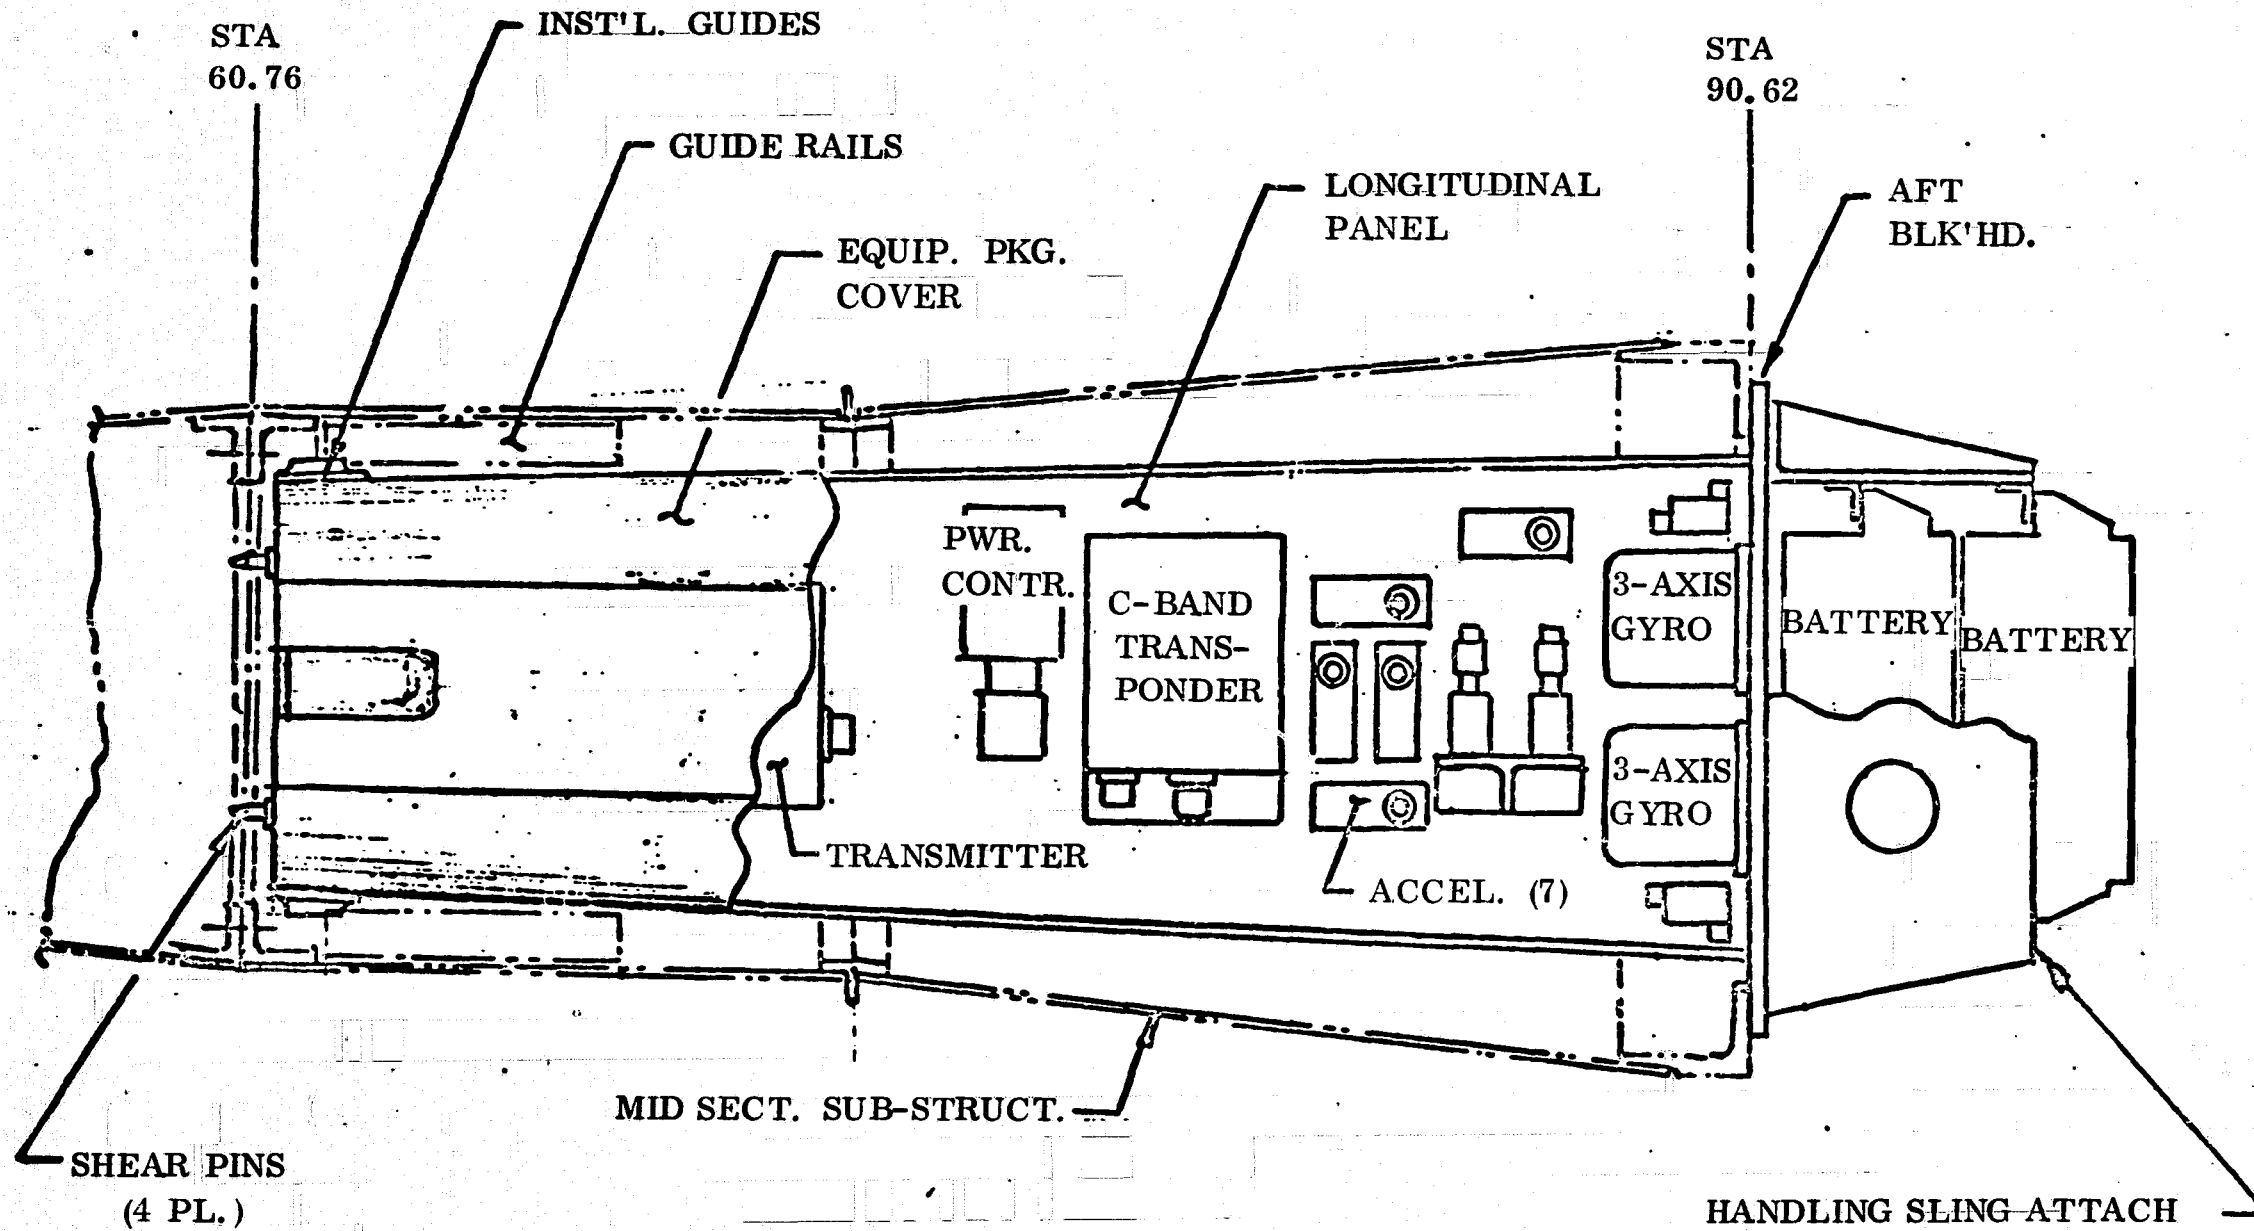 INST'L. GUIDES
STA
60.76
STA
90.62
GUIDE RAILS
LONGITUDINAL
PANEL
AFT
BLK'HD.
EQUIP. PKG.
COVER
PWR.
CONTR.
C-BAND
TRANS-
PONDER
3-AXIS
GYRO
BATTERY
BATTERY
3-AXIS
GYRO
TRANSMITTER
ACCEL. (7)
MID SECT. SUB-STRUCT.
SHEAR PINS
(4 PL.)
HANDLING SLING ATTACH